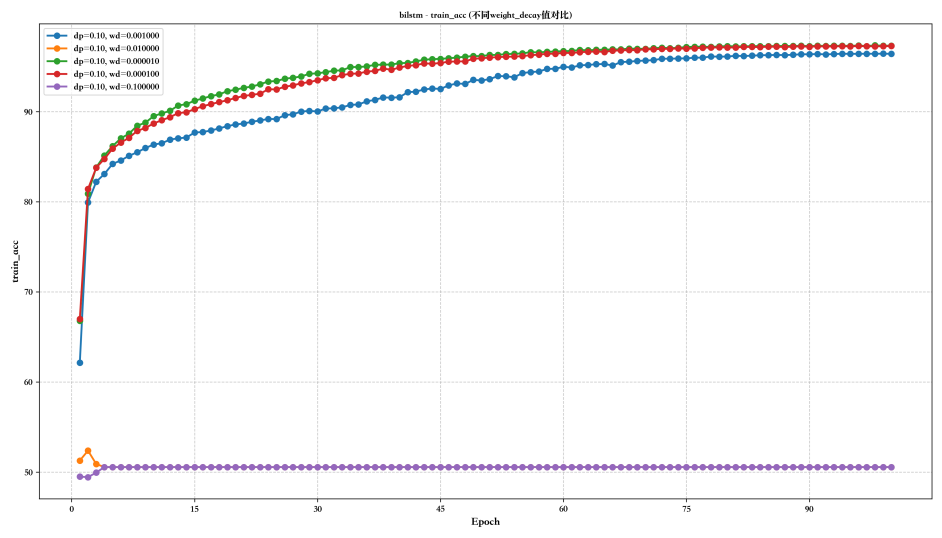 bilstm - train_acc (不同weight_decay值对比)
dp=0.10, wd=0.001000
dp=0.10, wd=0.010000
dp=0.10, wd=0.000010
dp=0.10, wd=0.000100
dp=0.10, wd=0.100000
train_acc
90
80
70
60
50
0 15 30 45 60 75 90
Epoch